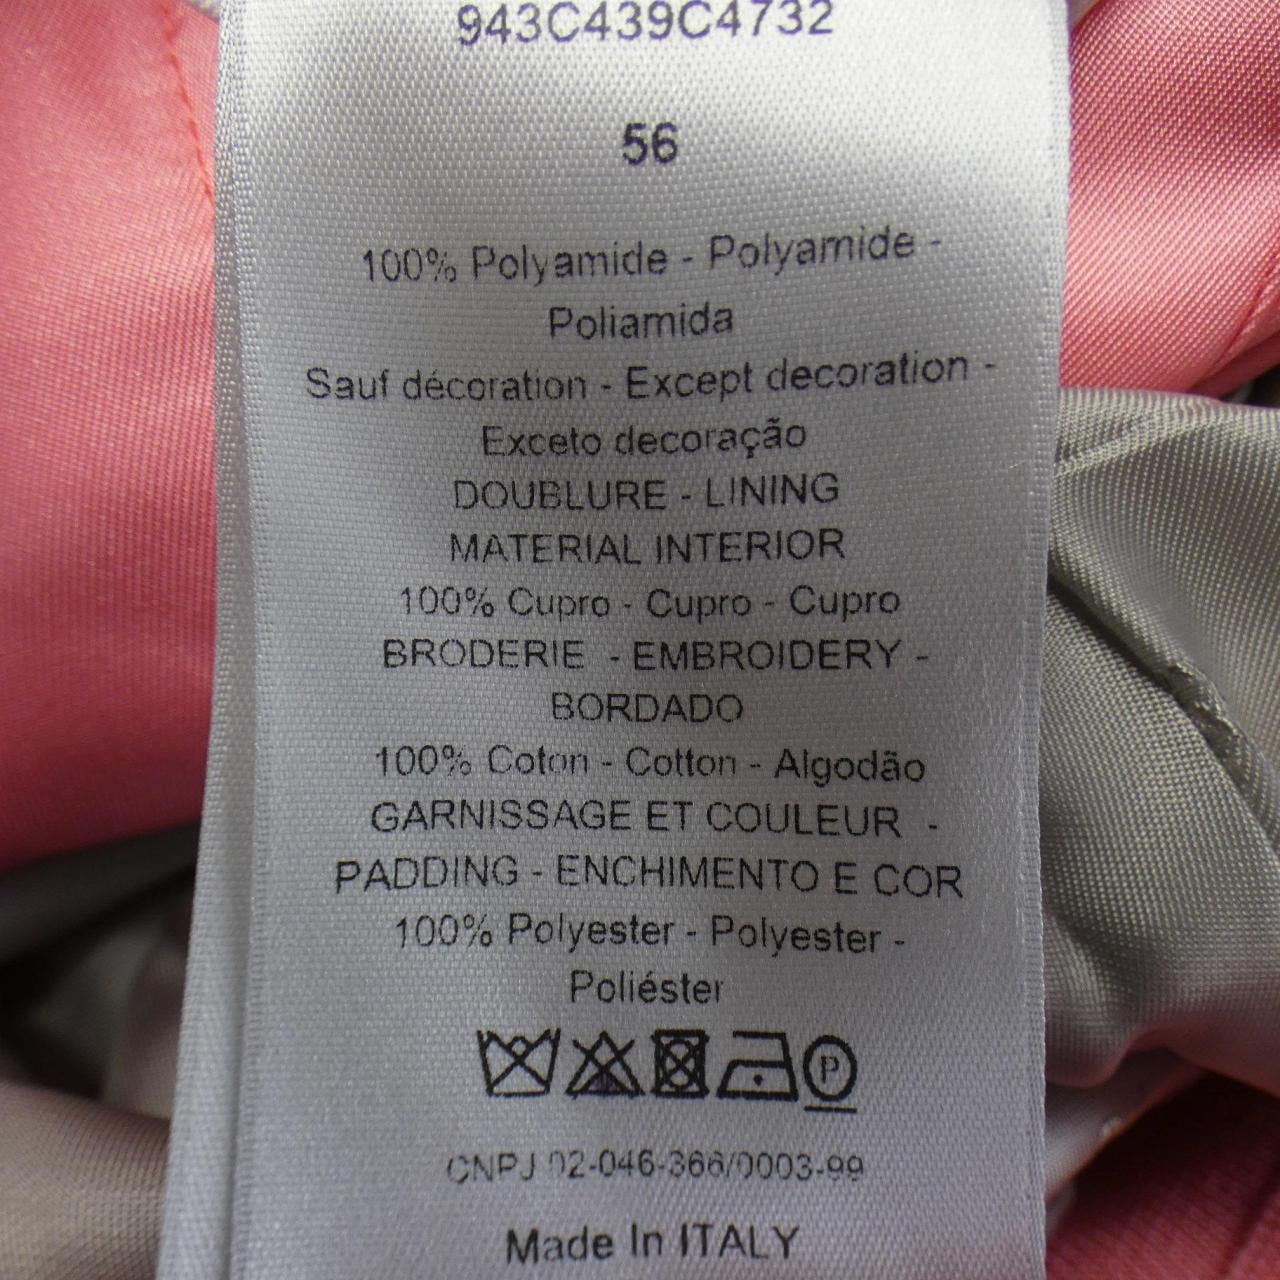 943C439C4732
56
100% Polyamide - Polyamide -
Poliamida
Sauf décoration - Except decoration -
Exceto decoração
DOUBLURE - LINING
MATERIAL INTERIOR
100% Cupro - Cupro - Cupro
BRODERIE - EMBROIDERY -
BORDADO
100% Coton - Cotton - Algodão
GARNISSAGE ET COULEUR -
PADDING - ENCHIMENTO E COR
100% Polyester - Polyester -
Poliéster
P
CNPJ 02-046-366/0003-99
Made In ITALY